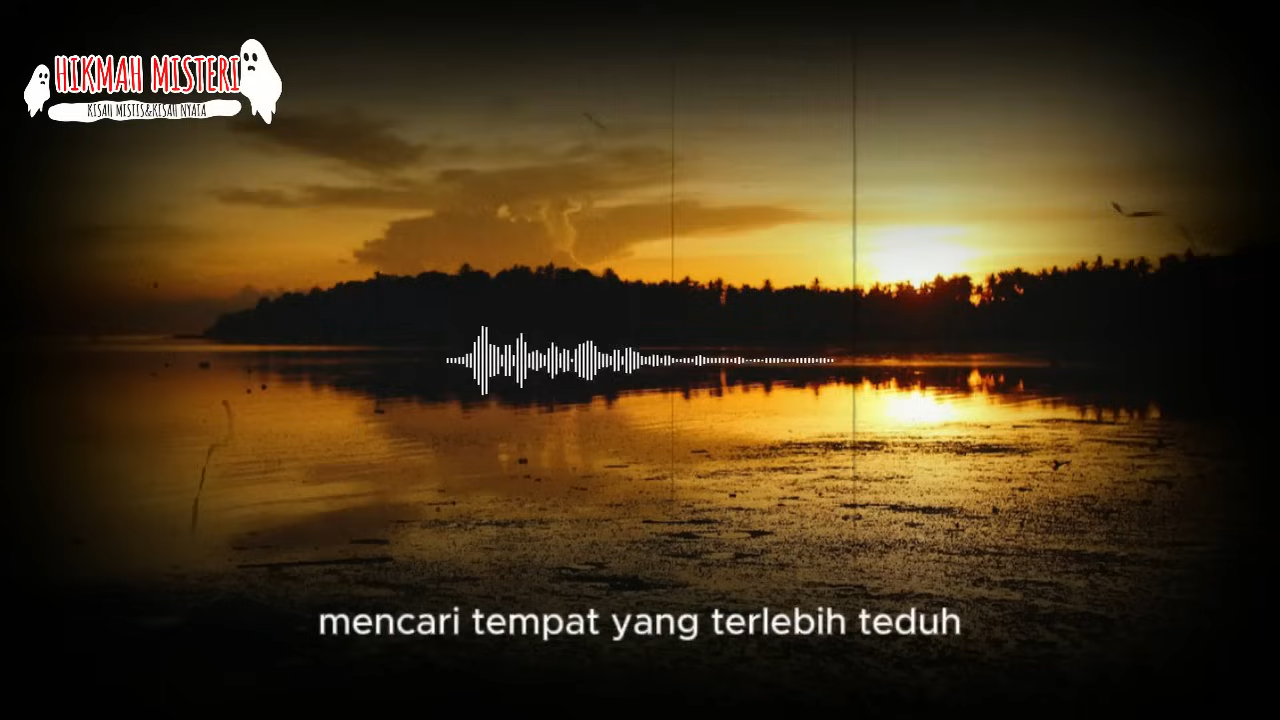 HIKMAH MISTERI
KISAH MISTIS&KISAH NYATA
mencari tempat yang terlebih teduh